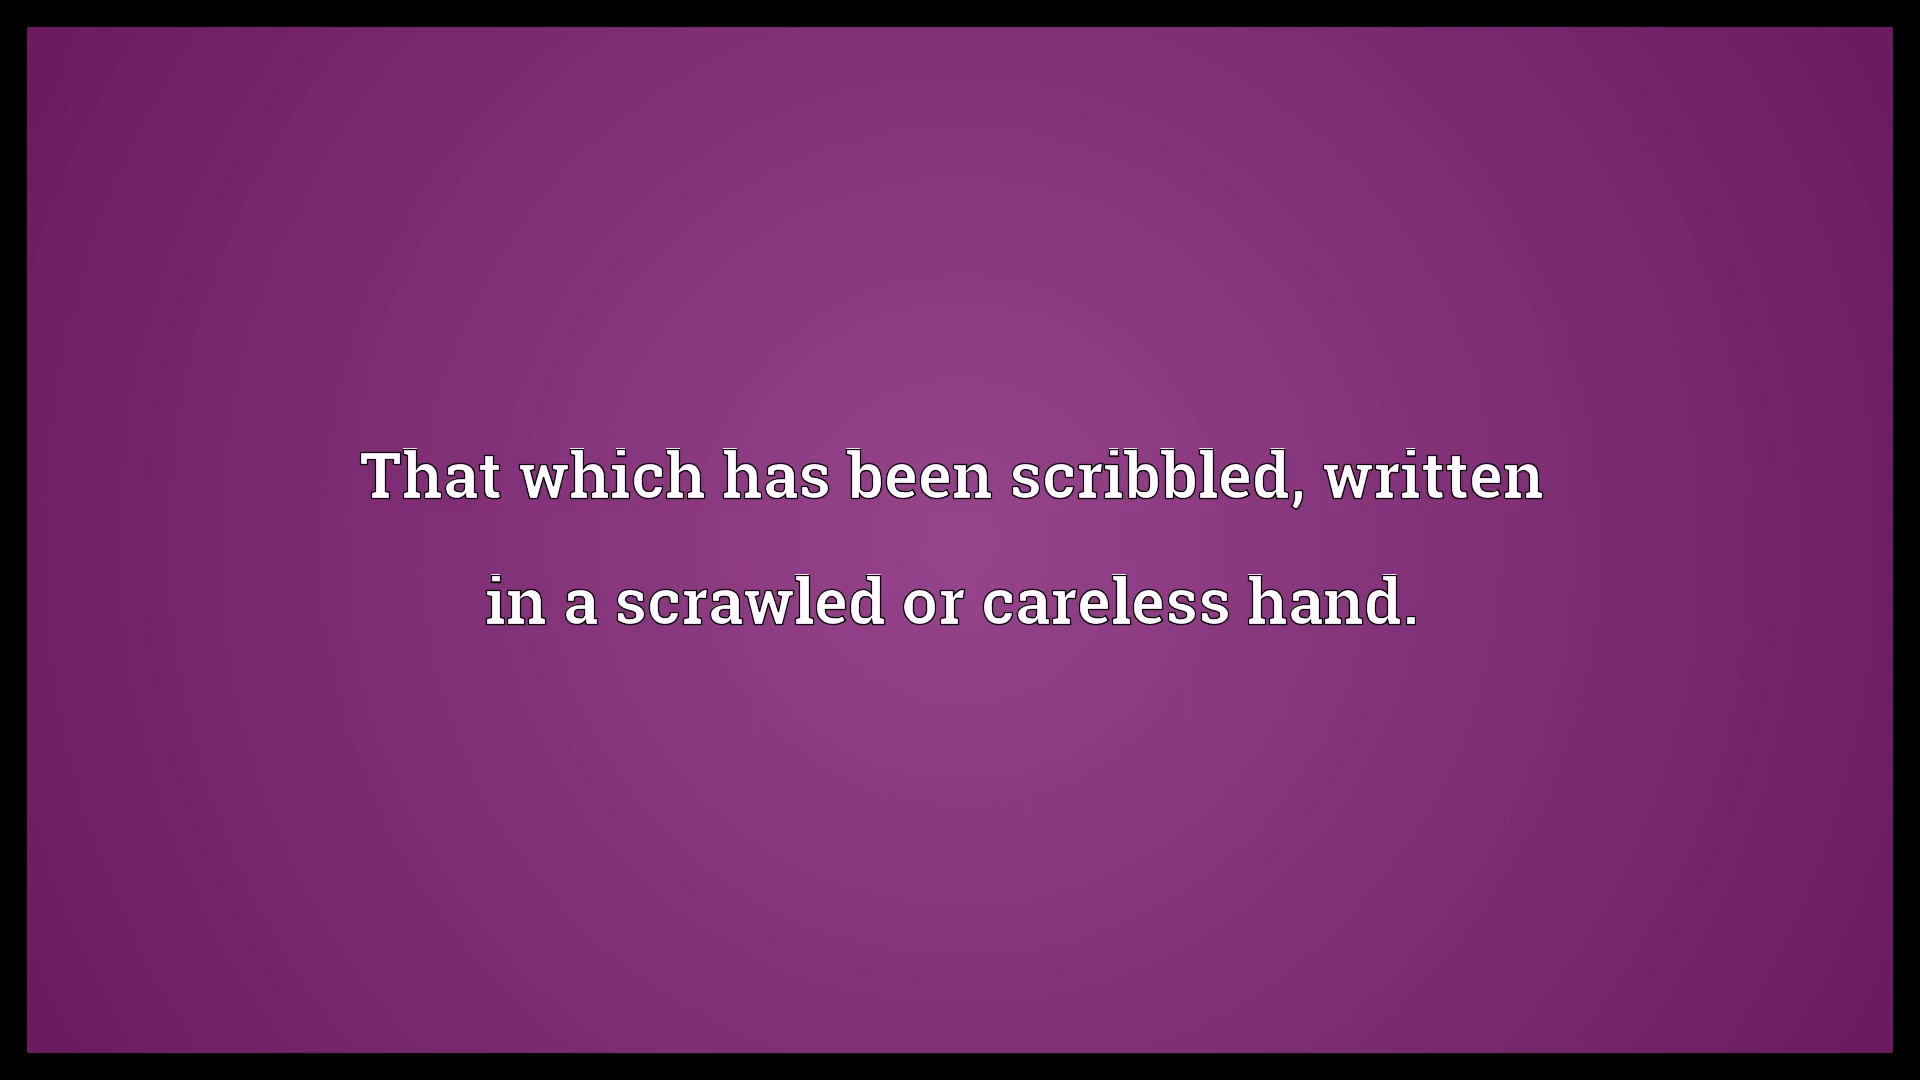 That which has been scribbled, written
in a scrawled or careless hand.